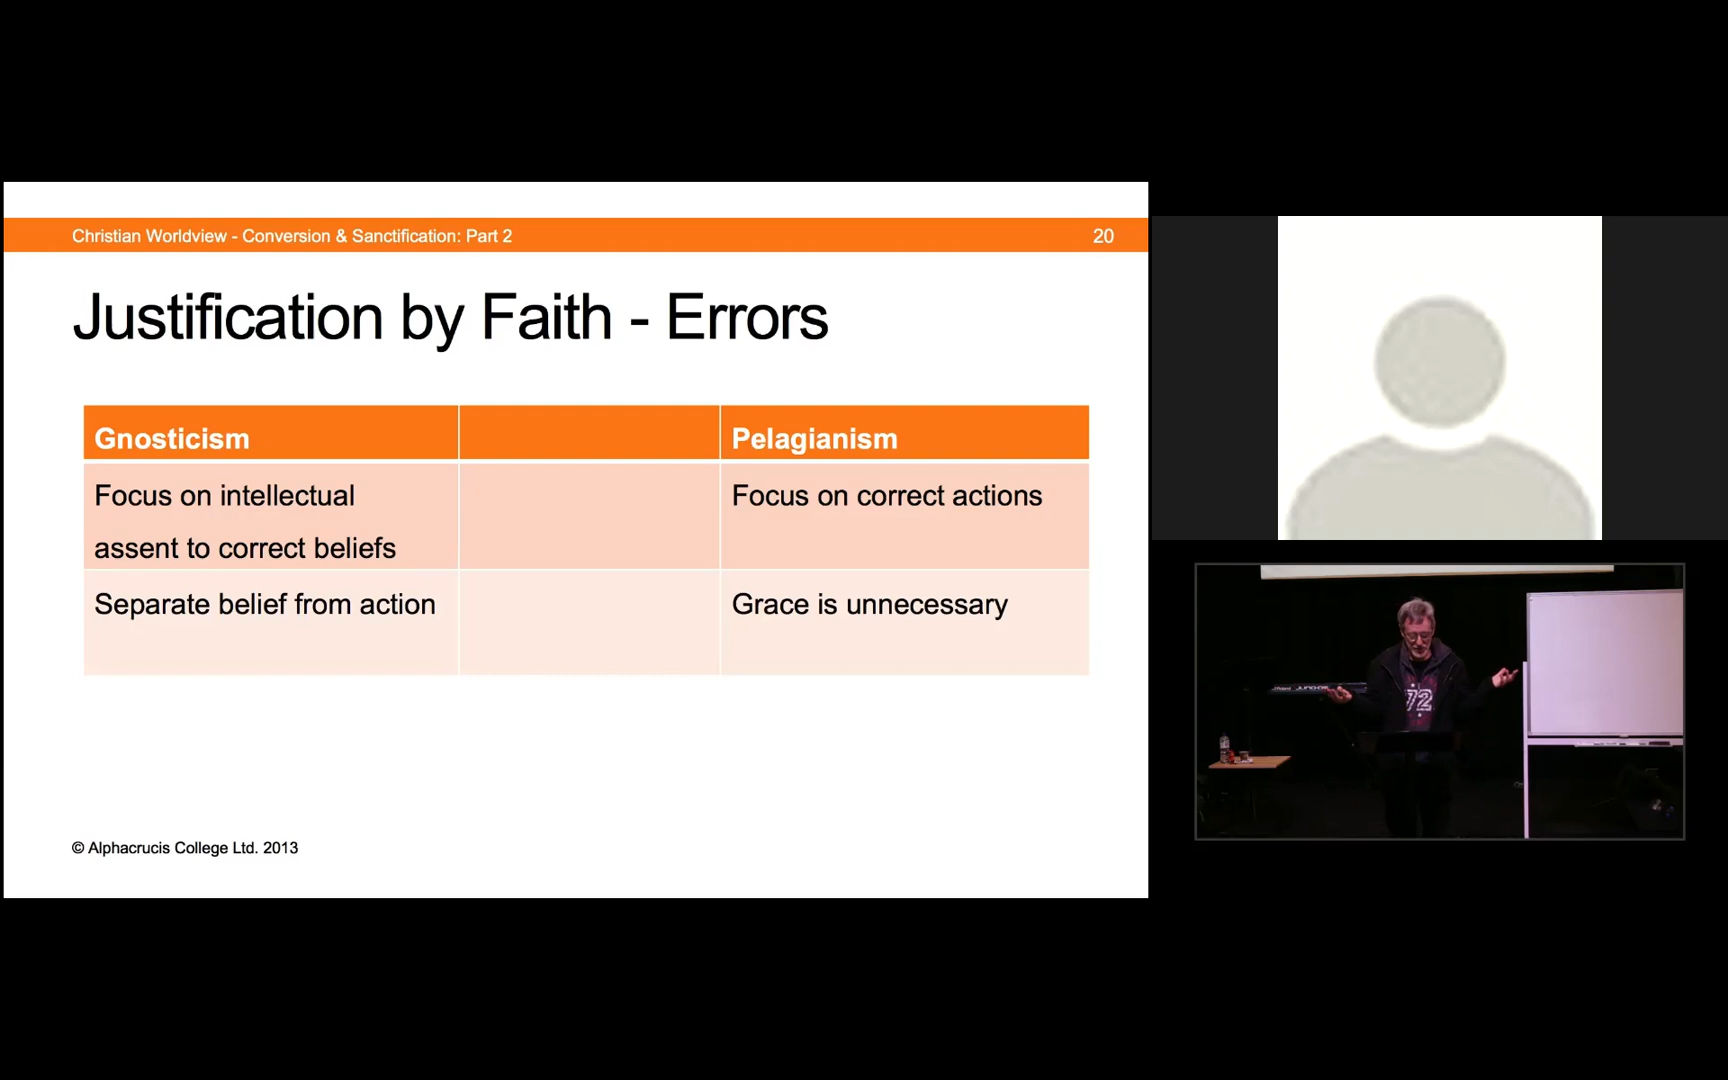 Christian Worldview - Conversion & Sanctification: Part 2
20
Justification by Faith - Errors
Gnosticism
Pelagianism
Focus on intellectual
assent to correct beliefs
Focus on correct actions
Separate belief from action
Grace is unnecessary
© Alphacrucis College Ltd. 2013
72